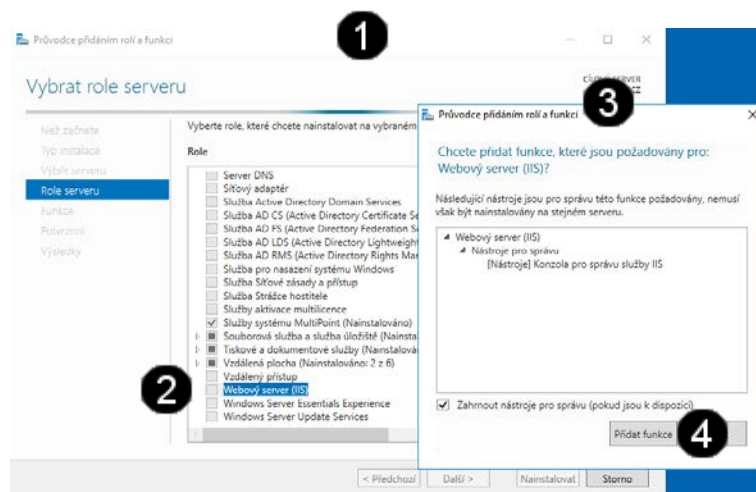 1
Průvodce přidáním rolí a funkcí
Vybrat role serveru
CÍLOVÝ SERVER
CZ
Než začnete
Typ instalace
Výběr serveru
Role serveru
Funkce
Potvrzení
Výsledky
Vyberte role, které chcete nainstalovat na vybraném
Role
Server DNS
Síťový adaptér
Služba Active Directory Domain Services
Služba AD CS (Active Directory Certificate Se
Služba AD FS (Active Directory Federation S
Služba AD LDS (Active Directory Lightweight
Služba AD RMS (Active Directory Rights Mar
Služba pro nasazení systému Windows
Služba Síťové zásady a přístup
Služba Strážce hostitele
Služby aktivace multilicence
Služby systému MultiPoint (Nainstalováno)
Souborová služba a služba úložiště (Nainsta
Tiskové a dokumentové služby (Nainstalová
Vzdálená plocha (Nainstalováno: 2 z 6)
Vzdálený přístup
2
Webový server (IIS)
Windows Server Essentials Experience
Windows Server Update Services
3
Průvodce přidáním rolí a funkcí
Chcete přidat funkce, které jsou požadovány pro:
Webový server (IIS)?
Následující nástroje jsou pro správu této funkce požadovány, nemusí
však být nainstalovány na stejném serveru.
Webový server (IIS)
Nástroje pro správu
[Nástroje] Konzola pro správu služby IIS
Zahrnout nástroje pro správu (pokud jsou k dispozici)
Přidat funkce
4
< Předchozí
Další >
Nainstalovat
Storno